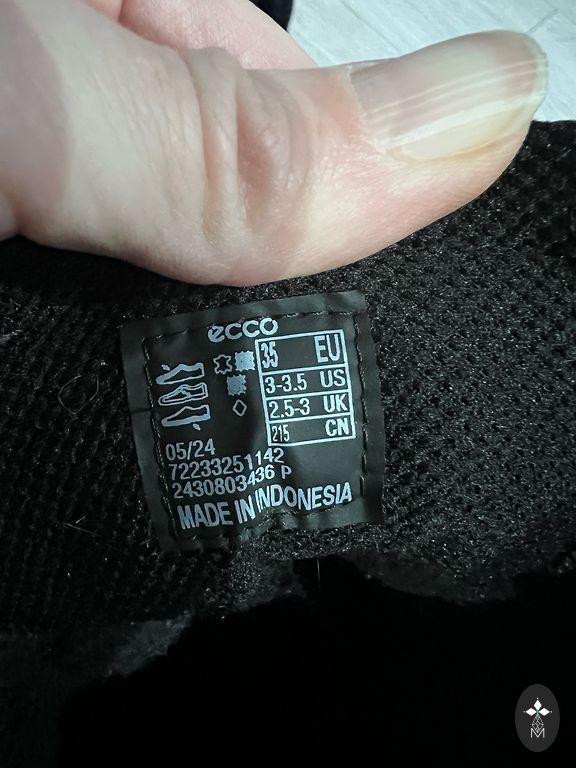 ecco
35 EU
3-3.5 US
2.5-3 UK
215 CN
05/24
72233251142
2430803436 P
MADE IN INDONESIA
M